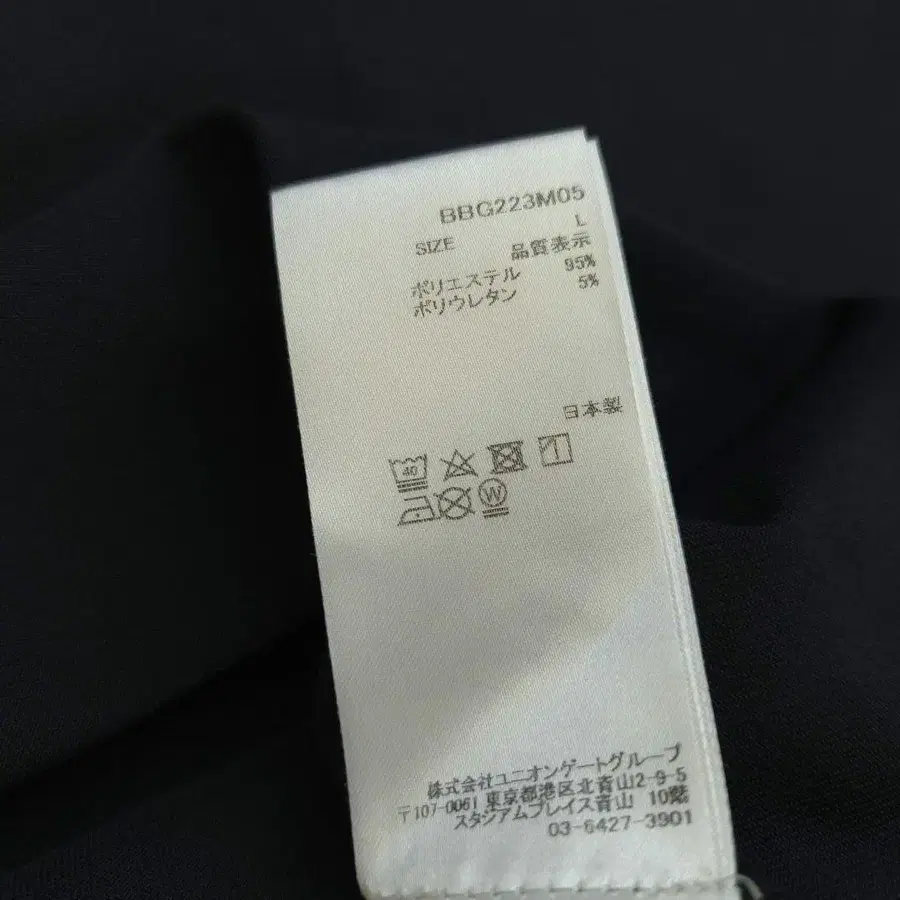 BBG223M05
SIZE L
品質表示
ポリエステル 95%
ポリウレタン 5%
日本製
40
W
株式会社ユニオンゲートグループ
〒107-0061 東京都港区北青山2-9-5
スタジアムプレイス青山 10階
03-6427-3901